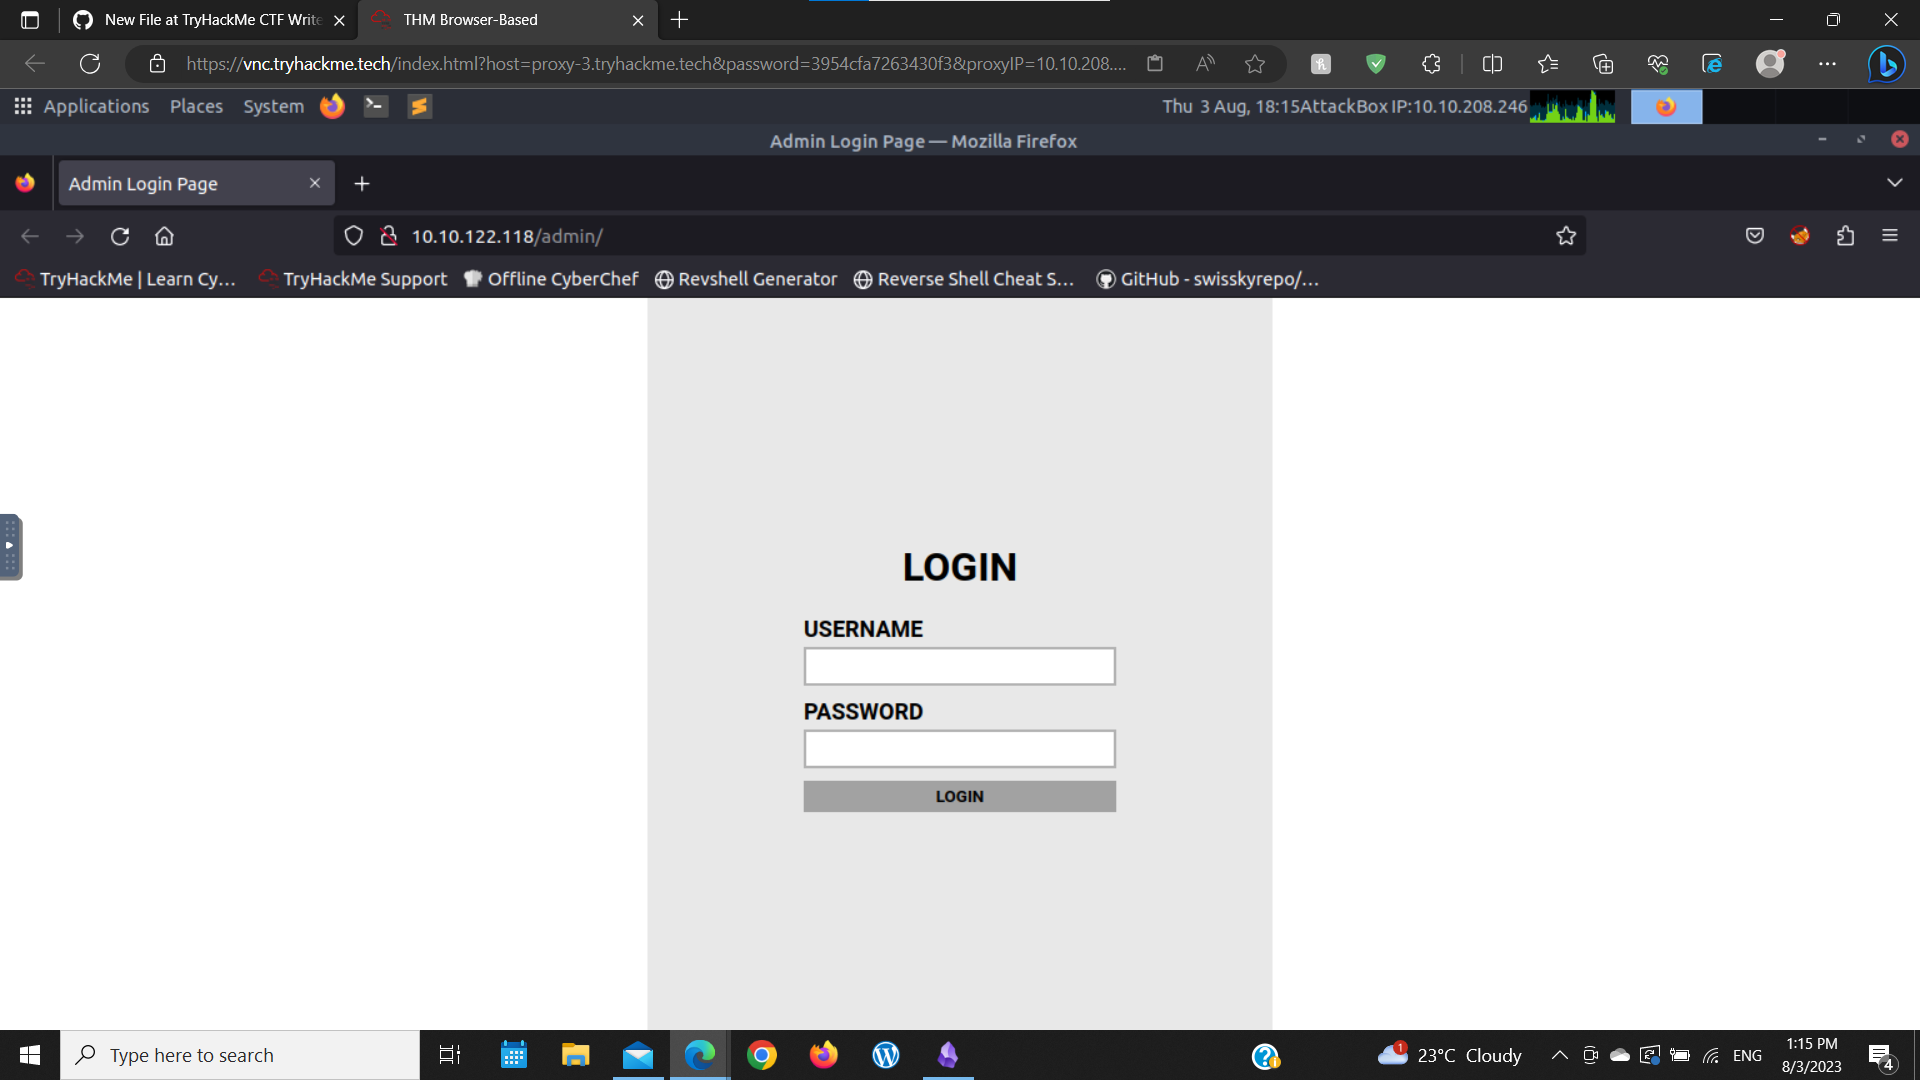 New File at TryHackMe CTF Write
THM Browser-Based
https://vnc.tryhackme.tech/index.html?host=proxy-3.tryhackme.tech&password=3954cfa7263430f3&proxyIP=10.10.208....
Applications Places System
Thu 3 Aug, 18:15AttackBox IP:10.10.208.246
Admin Login Page — Mozilla Firefox
Admin Login Page
10.10.122.118/admin/
TryHackMe | Learn Cy… TryHackMe Support Offline CyberChef Revshell Generator Reverse Shell Cheat S… GitHub - swisskyrepo/…
LOGIN
USERNAME
PASSWORD
LOGIN
Type here to search
1
23°C Cloudy
ENG
1:15 PM
8/3/2023
4